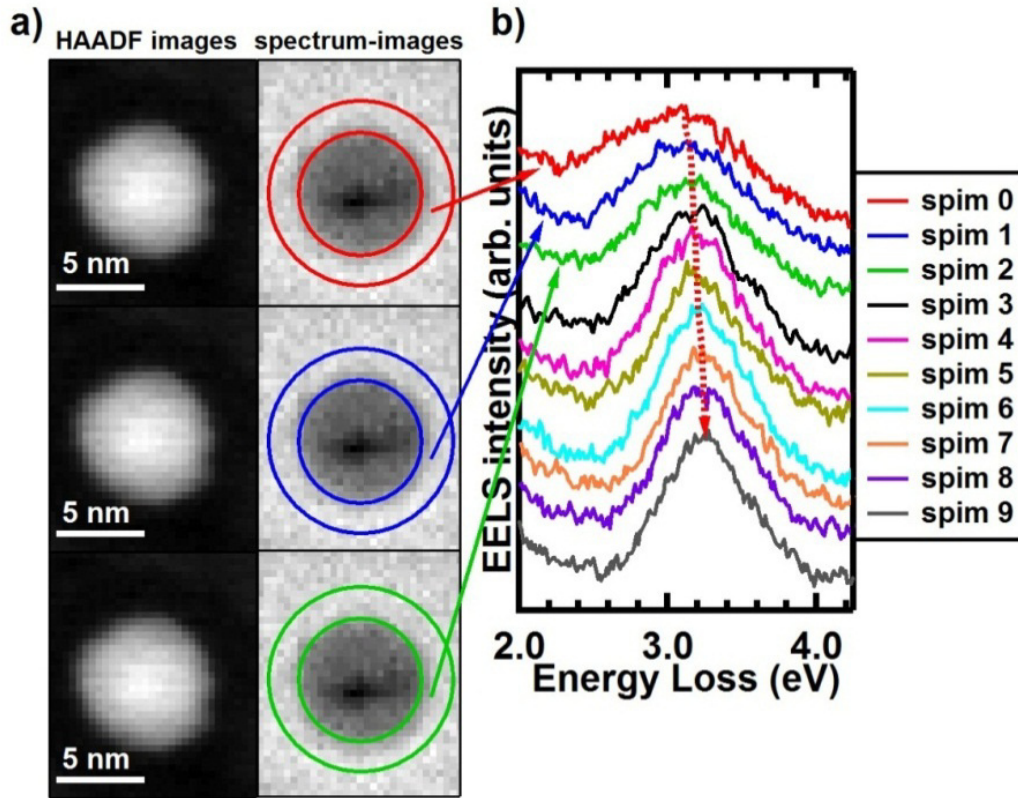 a)
HAADF images
spectrum-images
5 nm
5 nm
5 nm
b)
EELS intensity (arb. units)
2.0
3.0
4.0
Energy Loss (eV)
spim 0
spim 1
spim 2
spim 3
spim 4
spim 5
spim 6
spim 7
spim 8
spim 9